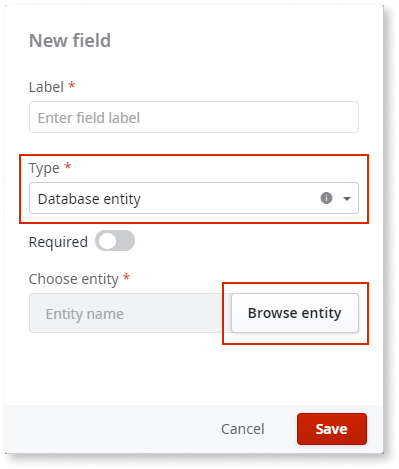 New field
Label *
Enter field label
Type *
Database entity
Required
Choose entity *
Entity name
Browse entity
Cancel
Save